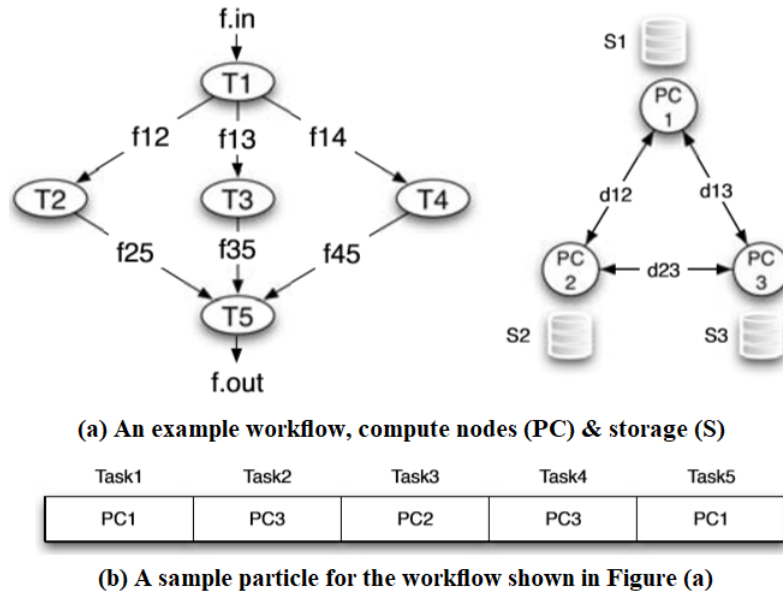 f.in
T1
f12
f13
f14
T2
T3
T4
f25
f35
f45
T5
f.out
S1
PC
1
d12
d13
PC
2
d23
PC
3
S2
S3
(a) An example workflow, compute nodes (PC) & storage (S)
Task1 Task2 Task3 Task4 Task5
PC1 PC3 PC2 PC3 PC1
(b) A sample particle for the workflow shown in Figure (a)